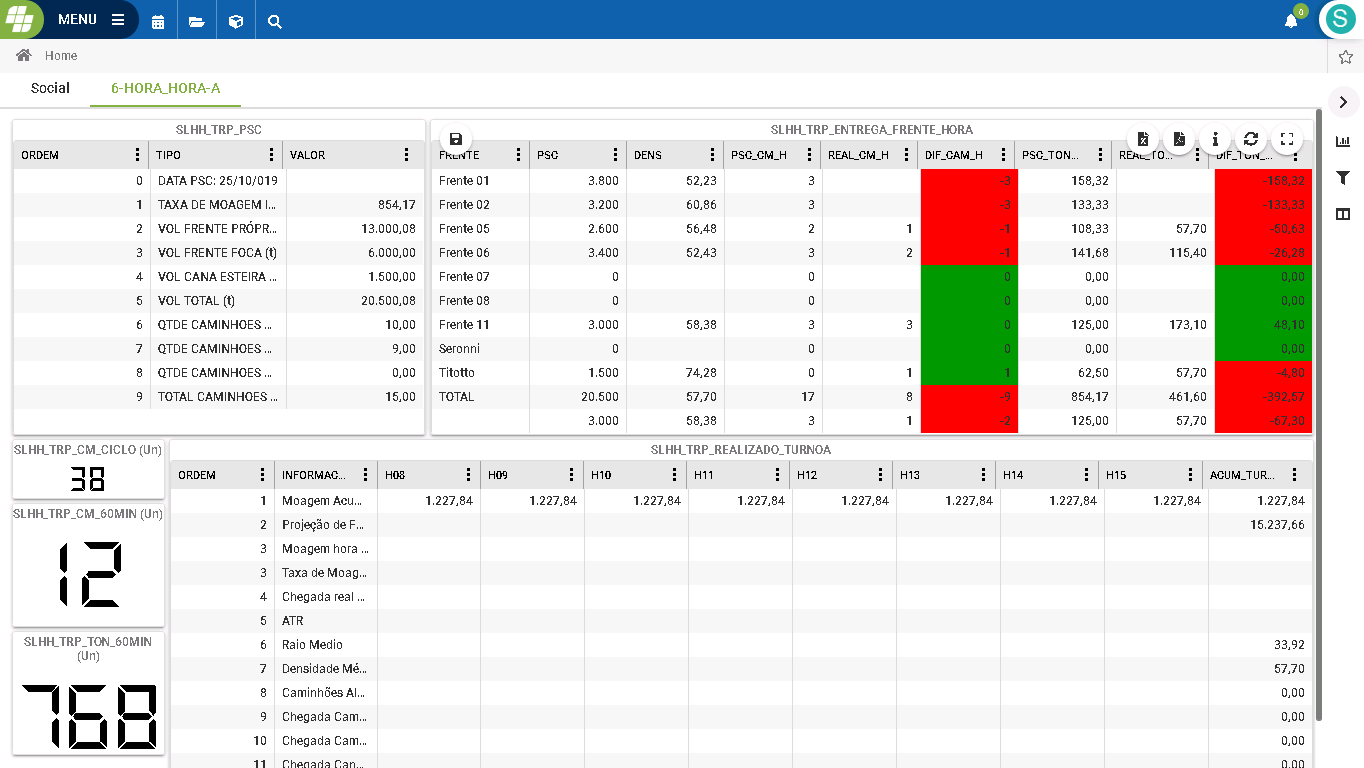 MENU
0
S
Home
Social 6-HORA_HORA-A
SLHH_TRP_PSC
ORDEM TIPO VALOR
0 DATA PSC: 25/10/019
1 TAXA DE MOAGEM I... 854,17
2 VOL FRENTE PRÓPR... 13.000,08
3 VOL FRENTE FOCA (t) 6.000,00
4 VOL CANA ESTEIRA ... 1.500,00
5 VOL TOTAL (t) 20.500,08
6 QTDE CAMINHOES ... 10,00
7 QTDE CAMINHOES ... 9,00
8 QTDE CAMINHOES ... 0,00
9 TOTAL CAMINHOES ... 15,00
SLHH_TRP_ENTREGA_FRENTE_HORA
FRENTE PSC DENS PSC_CM_H REAL_CM_H DIF_CAM_H PSC_TON... REAL_TO... DIF_TON_...
Frente 01 3.800 52,23 3 -3 158,32 -158,32
Frente 02 3.200 60,86 3 -3 133,33 -133,33
Frente 05 2.600 56,48 2 1 -1 108,33 57,70 -50,63
Frente 06 3.400 52,43 3 2 -1 141,68 115,40 -26,28
Frente 07 0 0 0 0,00 0,00
Frente 08 0 0 0 0,00 0,00
Frente 11 3.000 58,38 3 3 0 125,00 173,10 48,10
Seronni 0 0 0 0,00 0,00
Titotto 1.500 74,28 0 1 1 62,50 57,70 -4,80
TOTAL 20.500 57,70 17 8 -9 854,17 461,60 -392,57
3.000 58,38 3 1 2 125,00 57,70 -67,30
SLHH_TRP_CM_CICLO (Un)
38
SLHH_TRP_CM_60MIN (Un)
12
SLHH_TRP_TON_60MIN
(Un)
768
SLHH_TRP_REALIZADO_TURNOA
ORDEM INFORMAC... H08 H09 H10 H11 H12 H13 H14 H15 ACUM_TUR...
1 Moagem Acu... 1.227,84 1.227,84 1.227,84 1.227,84 1.227,84 1.227,84 1.227,84 1.227,84 1.227,84
2 Projeção de F... 15.237,66
3 Moagem hora ...
3 Taxa de Moag...
4 Chegada real ...
5 ATR
6 Raio Medio 33,92
7 Densidade Mé... 57,70
8 Caminhões Al... 0,00
9 Chegada Cam... 0,00
10 Chegada Cam... 0,00
11 Chegada Can... 0,00